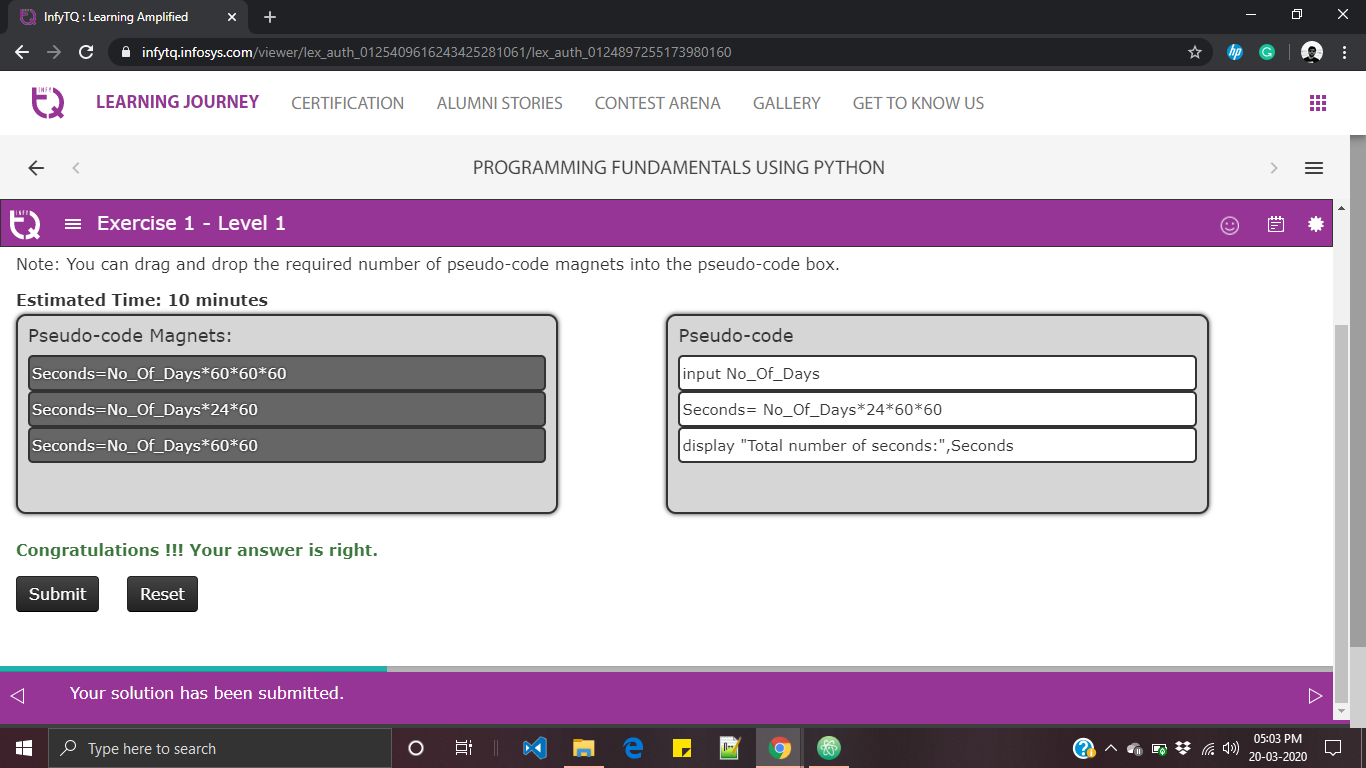 InfyTQ : Learning Amplified
infytq.infosys.com/viewer/lex_auth_0125409616243425281061/lex_auth_0124897255173980160
LEARNING JOURNEY CERTIFICATION ALUMNI STORIES CONTEST ARENA GALLERY GET TO KNOW US
PROGRAMMING FUNDAMENTALS USING PYTHON
Exercise 1 - Level 1
Note: You can drag and drop the required number of pseudo-code magnets into the pseudo-code box.
Estimated Time: 10 minutes
Pseudo-code Magnets:
Seconds=No_Of_Days*60*60*60
Seconds=No_Of_Days*24*60
Seconds=No_Of_Days*60*60
Pseudo-code
input No_Of_Days
Seconds= No_Of_Days*24*60*60
display "Total number of seconds:",Seconds
Congratulations !!! Your answer is right.
Submit Reset
Your solution has been submitted.
Type here to search
05:03 PM
20-03-2020